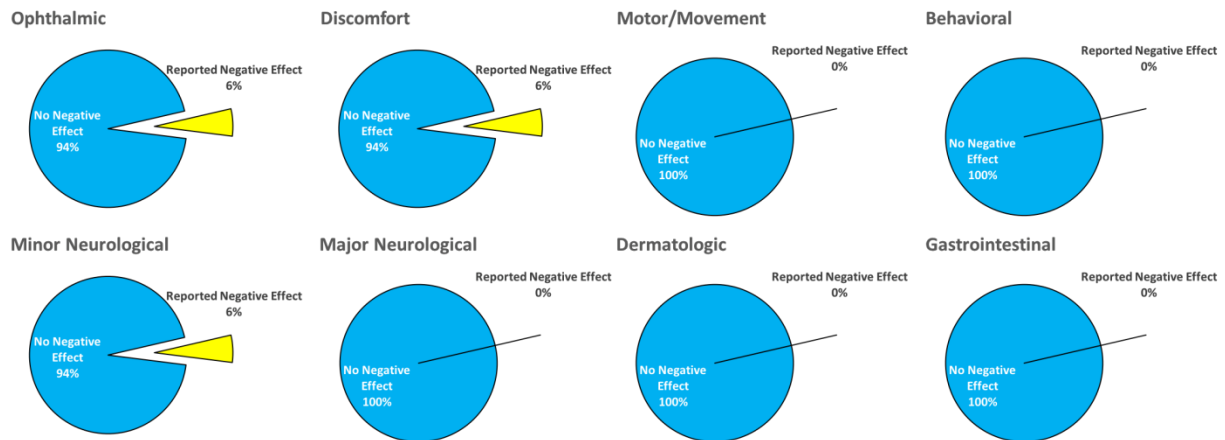 Ophthalmic
Reported Negative Effect
6%
No Negative
Effect
94%
Discomfort
Reported Negative Effect
6%
No Negative
Effect
94%
Motor/Movement
Reported Negative Effect
0%
No Negative
Effect
100%
Behavioral
Reported Negative Effect
0%
No Negative
Effect
100%
Minor Neurological
Reported Negative Effect
6%
No Negative
Effect
94%
Major Neurological
Reported Negative Effect
0%
No Negative
Effect
100%
Dermatologic
Reported Negative Effect
0%
No Negative
Effect
100%
Gastrointestinal
Reported Negative Effect
0%
No Negative
Effect
100%